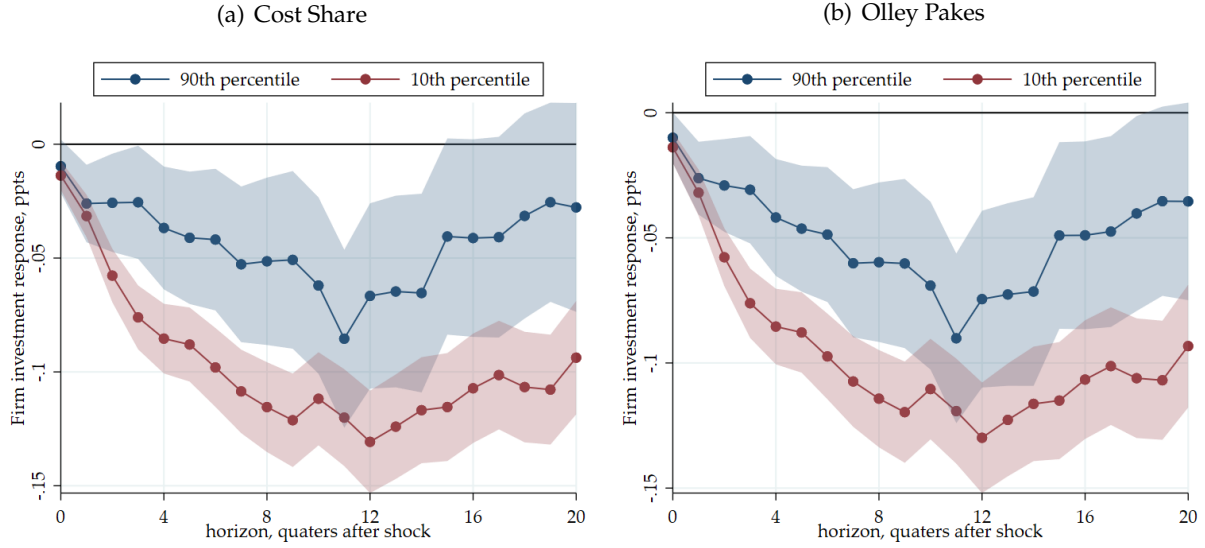 (a) Cost Share
90th percentile 10th percentile
Firm investment response, ppts
0
-.05
-.1
-.15
0 4 8 12 16 20
horizon, quaters after shock
(b) Olley Pakes
90th percentile 10th percentile
Firm investment response, ppts
0
-.05
-.1
-.15
0 4 8 12 16 20
horizon, quaters after shock